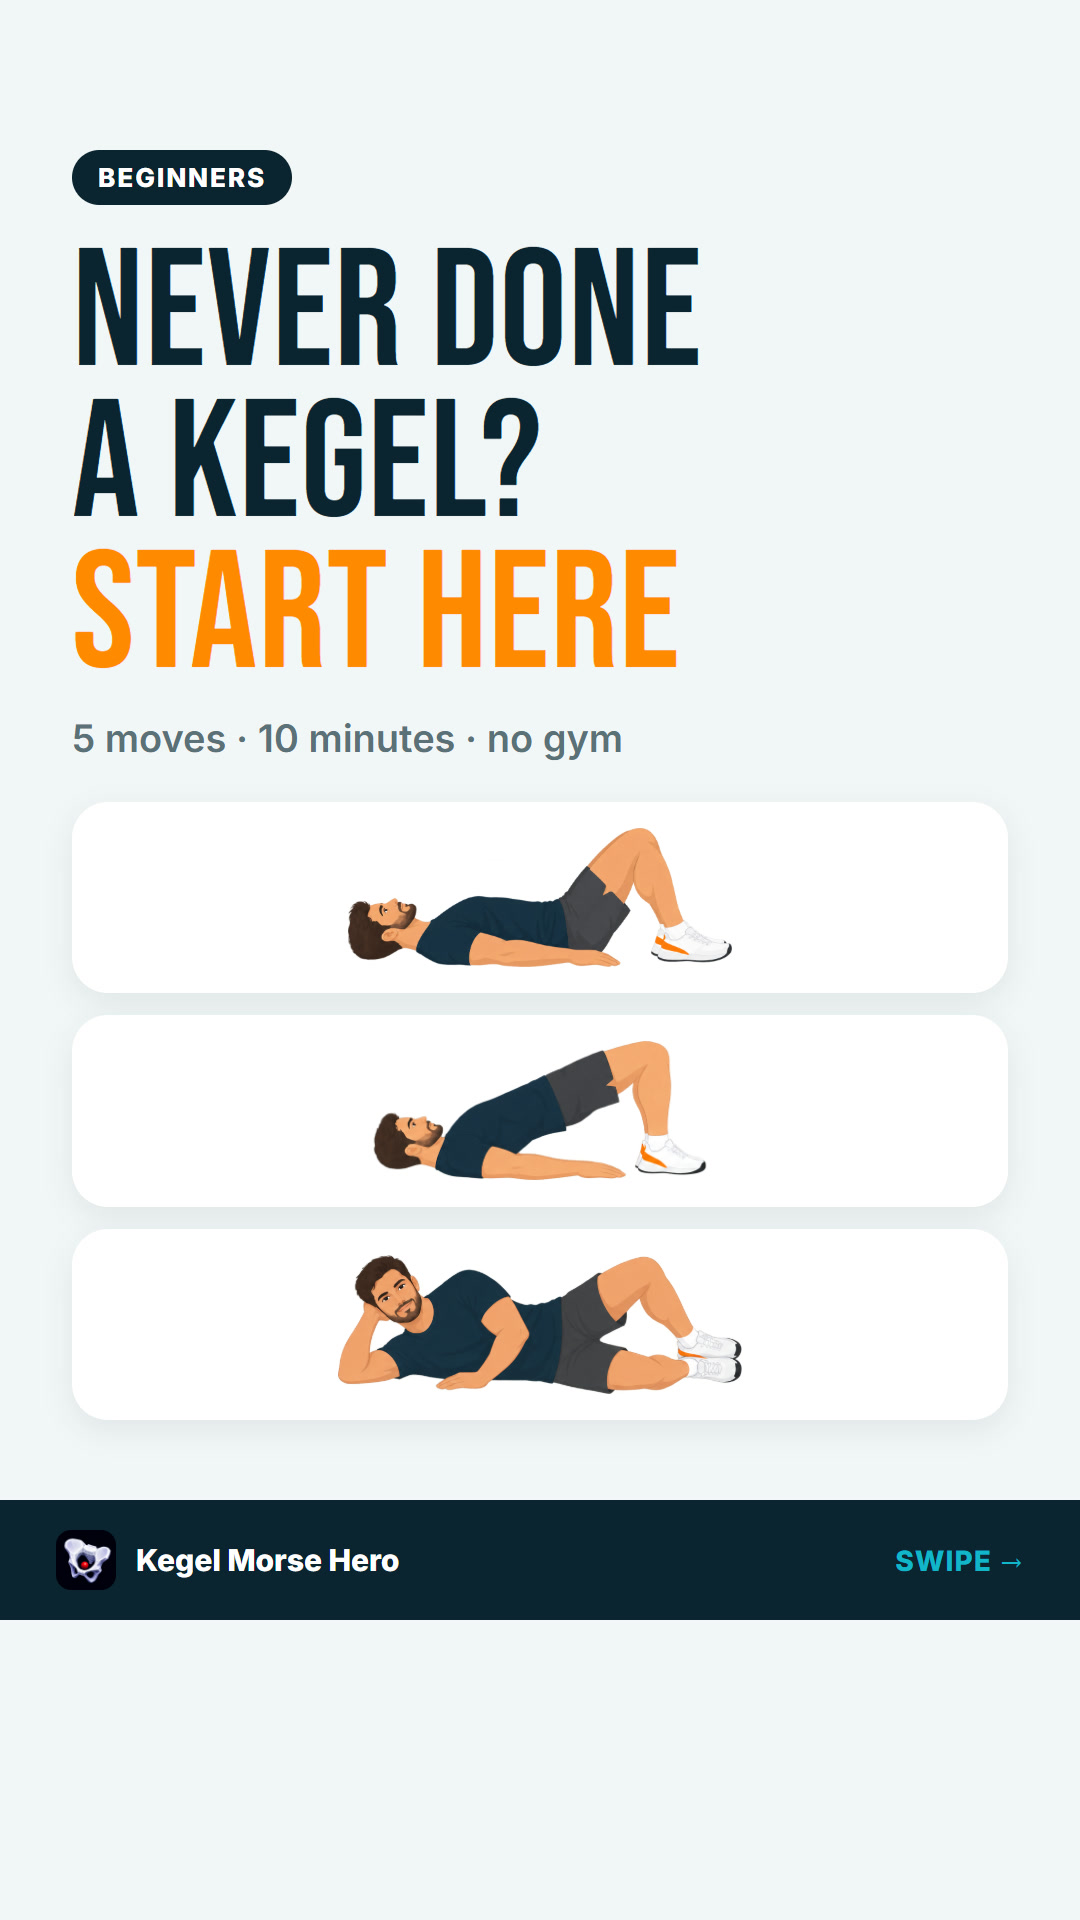 BEGINNERS
NEVER DONE
A KEGEL?
START HERE
5 moves · 10 minutes · no gym
Kegel Morse Hero
SWIPE →